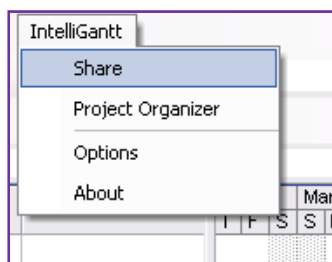 IntelliGantt
Share
Project Organizer
Options
About
Mar
T F S S